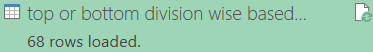 top or bottom division wise based...
68 rows loaded.